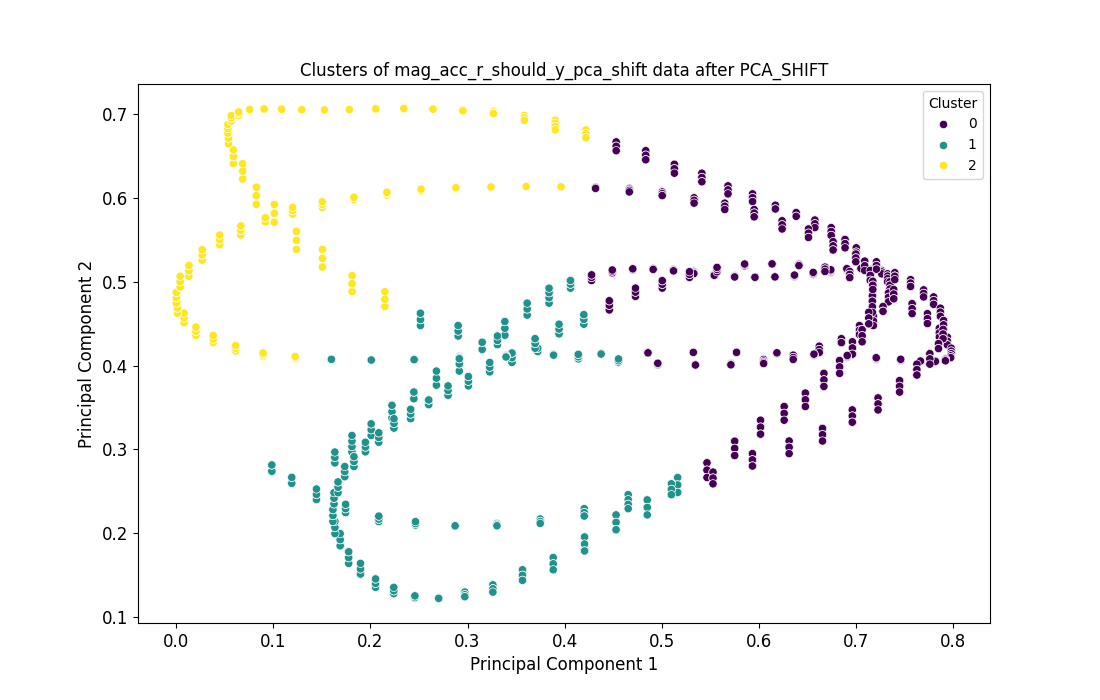 Clusters of mag_acc_r_should_y_pca_shift data after PCA_SHIFT
Cluster
0
1
2
Principal Component 2
0.7
0.6
0.5
0.4
0.3
0.2
0.1
0.0 0.1 0.2 0.3 0.4 0.5 0.6 0.7 0.8
Principal Component 1